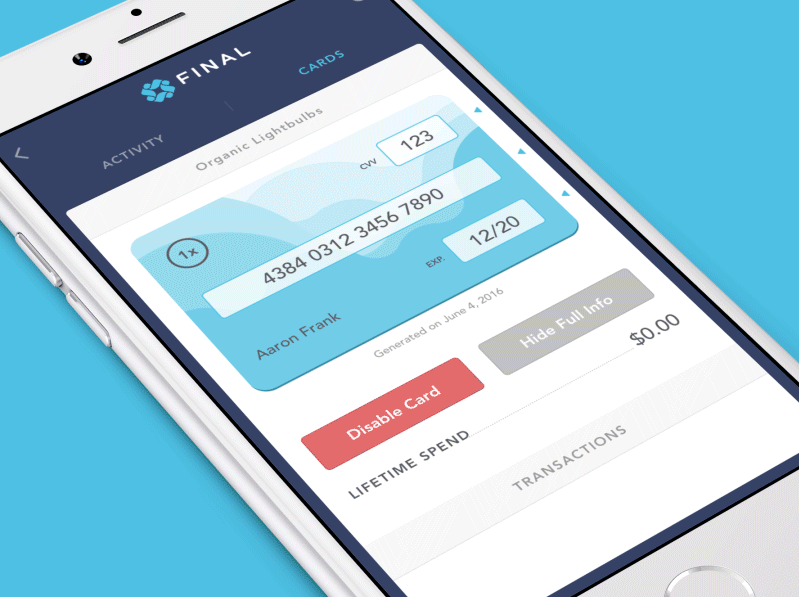 FINAL
ACTIVITY
CARDS
Organic Lightbulbs
1x
CVV
123
4384 0312 3456 7890
EXP.
12/20
Aaron Frank
Generated on June 4, 2016
Disable Card
Hide Full Info
LIFETIME SPEND
$0.00
TRANSACTIONS